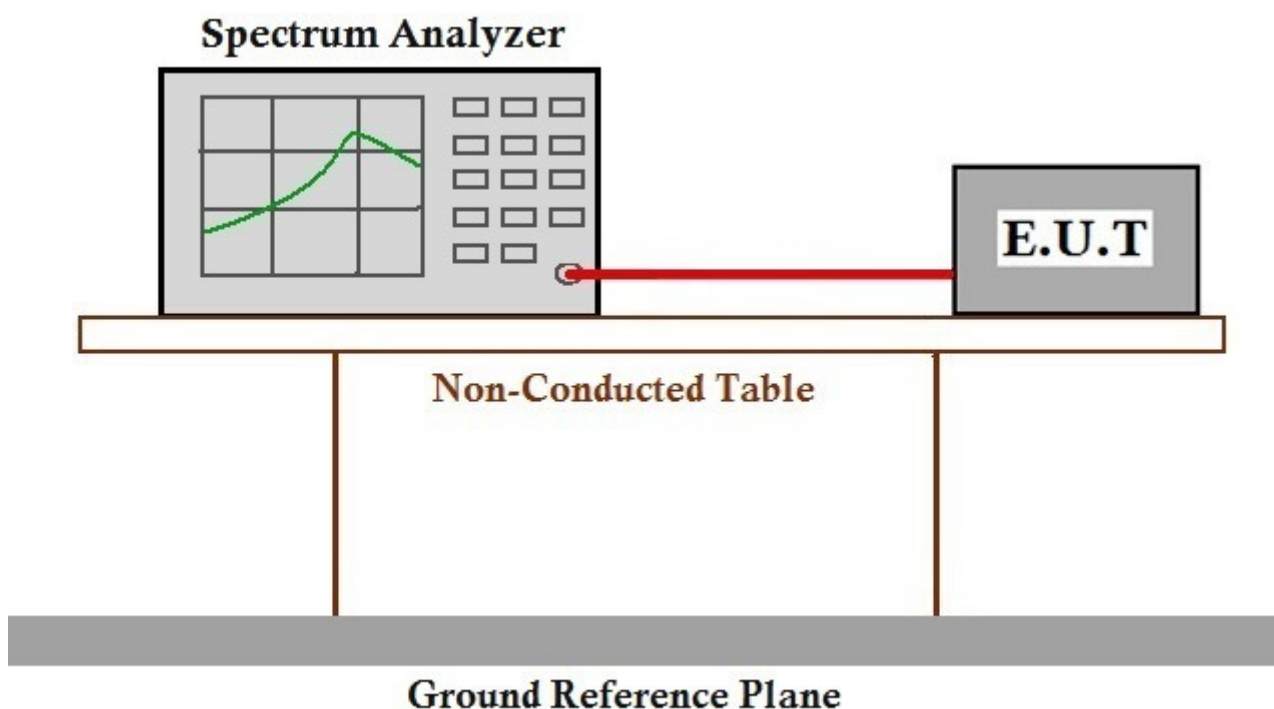 Spectrum Analyzer
E.U.T
Non-Conducted Table
Ground Reference Plane